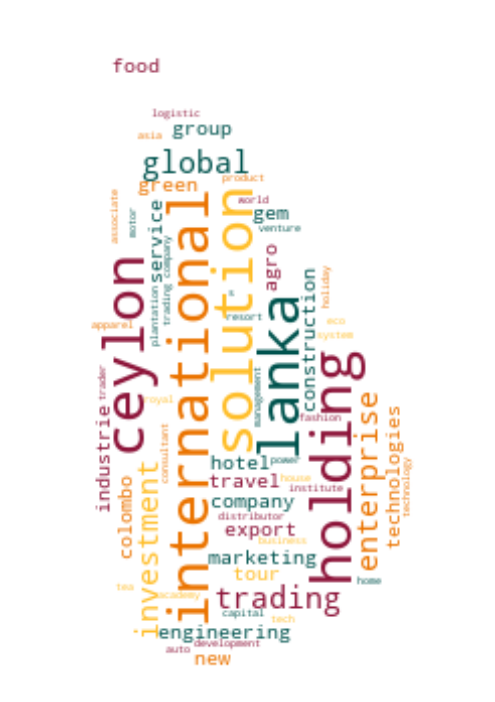 food
logistic
asia
group
global
green
product
associate
motor
service
world
gem
venture
plantation
trading company
international
solution
agro
s
resort
ceylon
apparel
lanka
construction
holiday
eco
system
holding
management
trader
royal
fashion
industrie
consultant
enterprise
technologies
technology
hotel
power
travel
house
institute
colombo
investment
company
distributor
export
business
marketing
tour
home
tea
academy
trading
capital
tech
engineering
development
auto
new